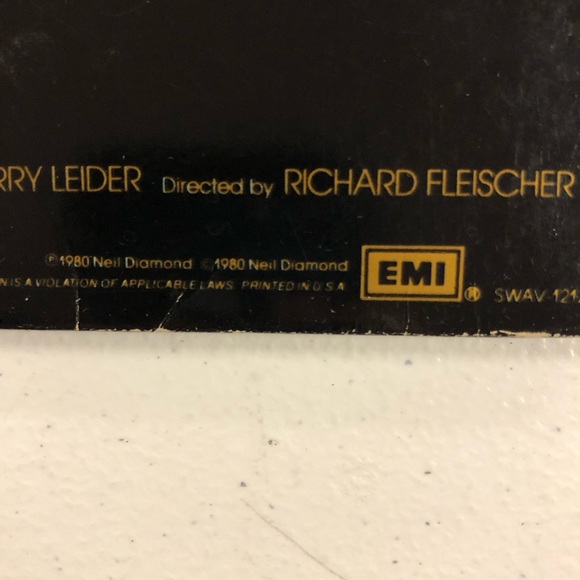 RRY LEIDER Directed by RICHARD FLEISCHER
℗1980 Neil Diamond ©1980 Neil Diamond
N IS A VIOLATION OF APPLICABLE LAWS. PRINTED IN U.S.A.
EMI® SWAV-121